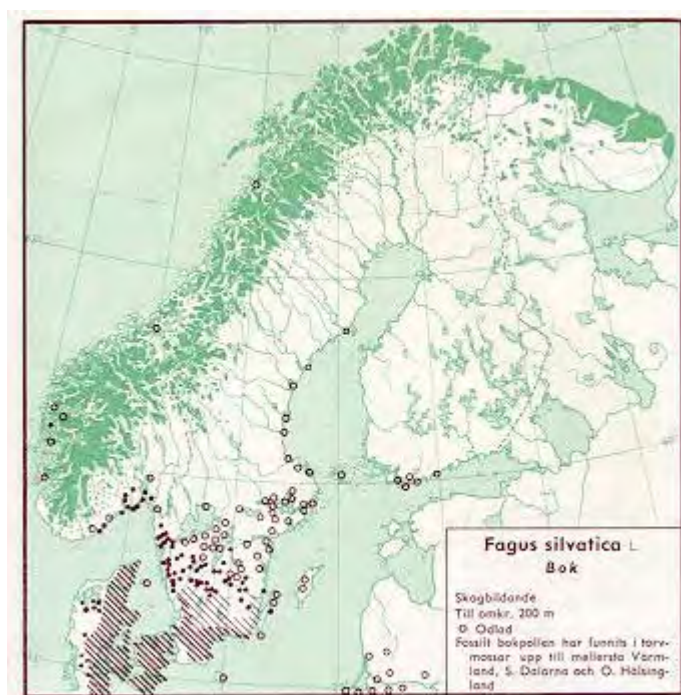 Fagus silvatica L.
Bok
Skogbildande
Till omkr. 200 m
Odlad
Fossilt bokpollen har funnits i torv-
mossar upp till mellersta Värm-
land, S. Dalarna och Ö. Hälsing-
land